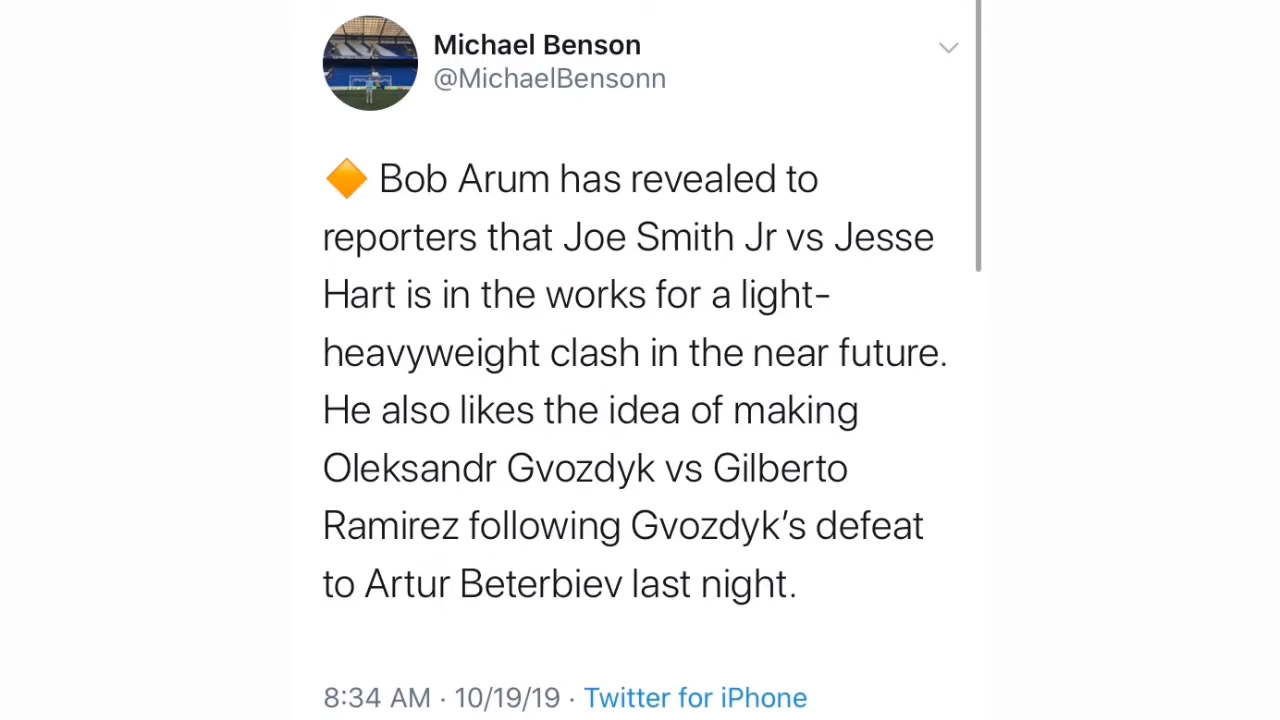 Michael Benson
@MichaelBensonn
🔶 Bob Arum has revealed to
reporters that Joe Smith Jr vs Jesse
Hart is in the works for a light-
heavyweight clash in the near future.
He also likes the idea of making
Oleksandr Gvozdyk vs Gilberto
Ramirez following Gvozdyk’s defeat
to Artur Beterbiev last night.
8:34 AM · 10/19/19 · Twitter for iPhone